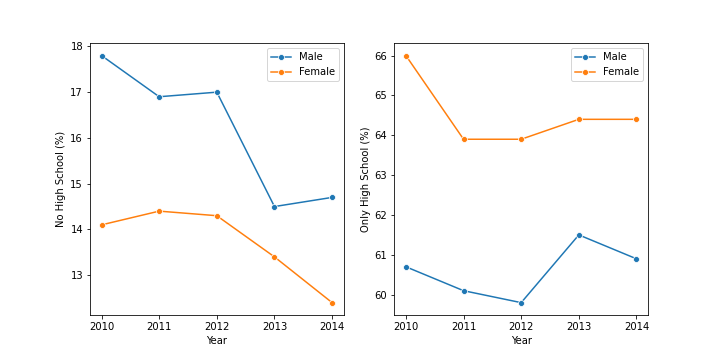 18
17
16
15
14
13
No High School (%)
2010 2011 2012 2013 2014
Year
Male
Female
66
65
64
63
62
61
60
Only High School (%)
2010 2011 2012 2013 2014
Year
Male
Female